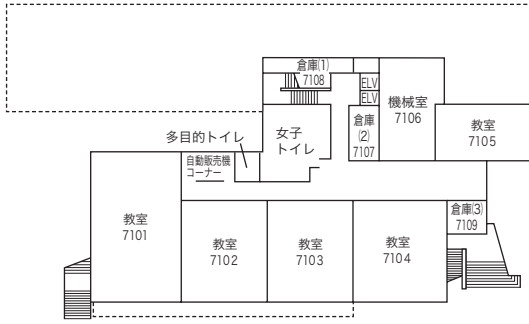 倉庫(1)
7108
ELV
ELV
機械室
7106
倉庫
(2)
7107
教室
7105
女子
トイレ
多目的トイレ
自動販売機
コーナー
教室
7101
教室
7102
教室
7103
教室
7104
倉庫(3)
7109